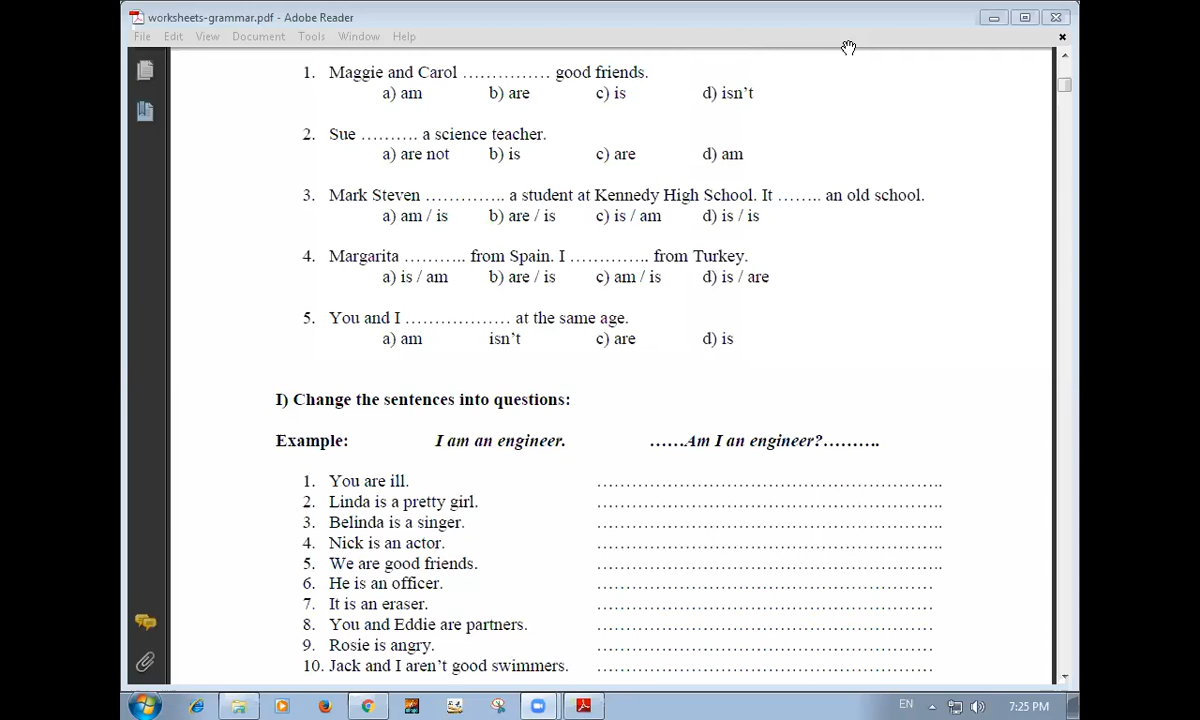 worksheets-grammar.pdf - Adobe Reader
File Edit View Document Tools Window Help
1. Maggie and Carol …………… good friends.
a) am b) are c) is d) isn’t
2. Sue ………. a science teacher.
a) are not b) is c) are d) am
3. Mark Steven ………….. a student at Kennedy High School. It …….. an old school.
a) am / is b) are / is c) is / am d) is / is
4. Margarita ……….. from Spain. I ………….. from Turkey.
a) is / am b) are / is c) am / is d) is / are
5. You and I ……………… at the same age.
a) am isn’t c) are d) is
I) Change the sentences into questions:
Example: I am an engineer. ……Am I an engineer?……….
1. You are ill. ……………………………………………..
2. Linda is a pretty girl. ……………………………………………..
3. Belinda is a singer. ……………………………………………..
4. Nick is an actor. ……………………………………………..
5. We are good friends. ……………………………………………..
6. He is an officer. ……………………………………………
7. It is an eraser. ……………………………………………
8. You and Eddie are partners. ……………………………………………
9. Rosie is angry. ……………………………………………
10. Jack and I aren’t good swimmers. ……………………………………………
EN 7:25 PM